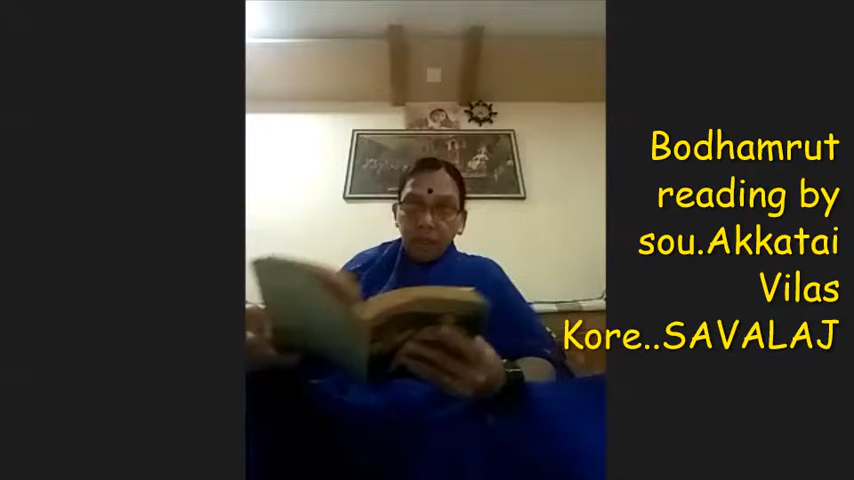 Bodhamrut
reading by
sou.Akkatai
Vilas
Kore..SAVALAJ